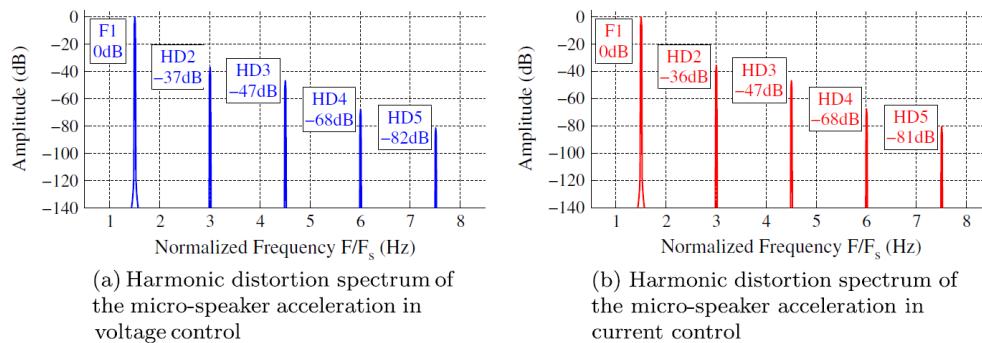 Amplitude (dB)
0
−20
−40
−60
−80
−100
−120
−140
F1
0dB
HD2
−37dB
HD3
−47dB
HD4
−68dB
HD5
−82dB
1 2 3 4 5 6 7 8
Normalized Frequency F/Fs (Hz)
(a) Harmonic distortion spectrum of
the micro-speaker acceleration in
voltage control
Amplitude (dB)
0
−20
−40
−60
−80
−100
−120
−140
F1
0dB
HD2
−36dB
HD3
−47dB
HD4
−68dB
HD5
−81dB
1 2 3 4 5 6 7 8
Normalized Frequency F/Fs (Hz)
(b) Harmonic distortion spectrum of
the micro-speaker acceleration in
current control